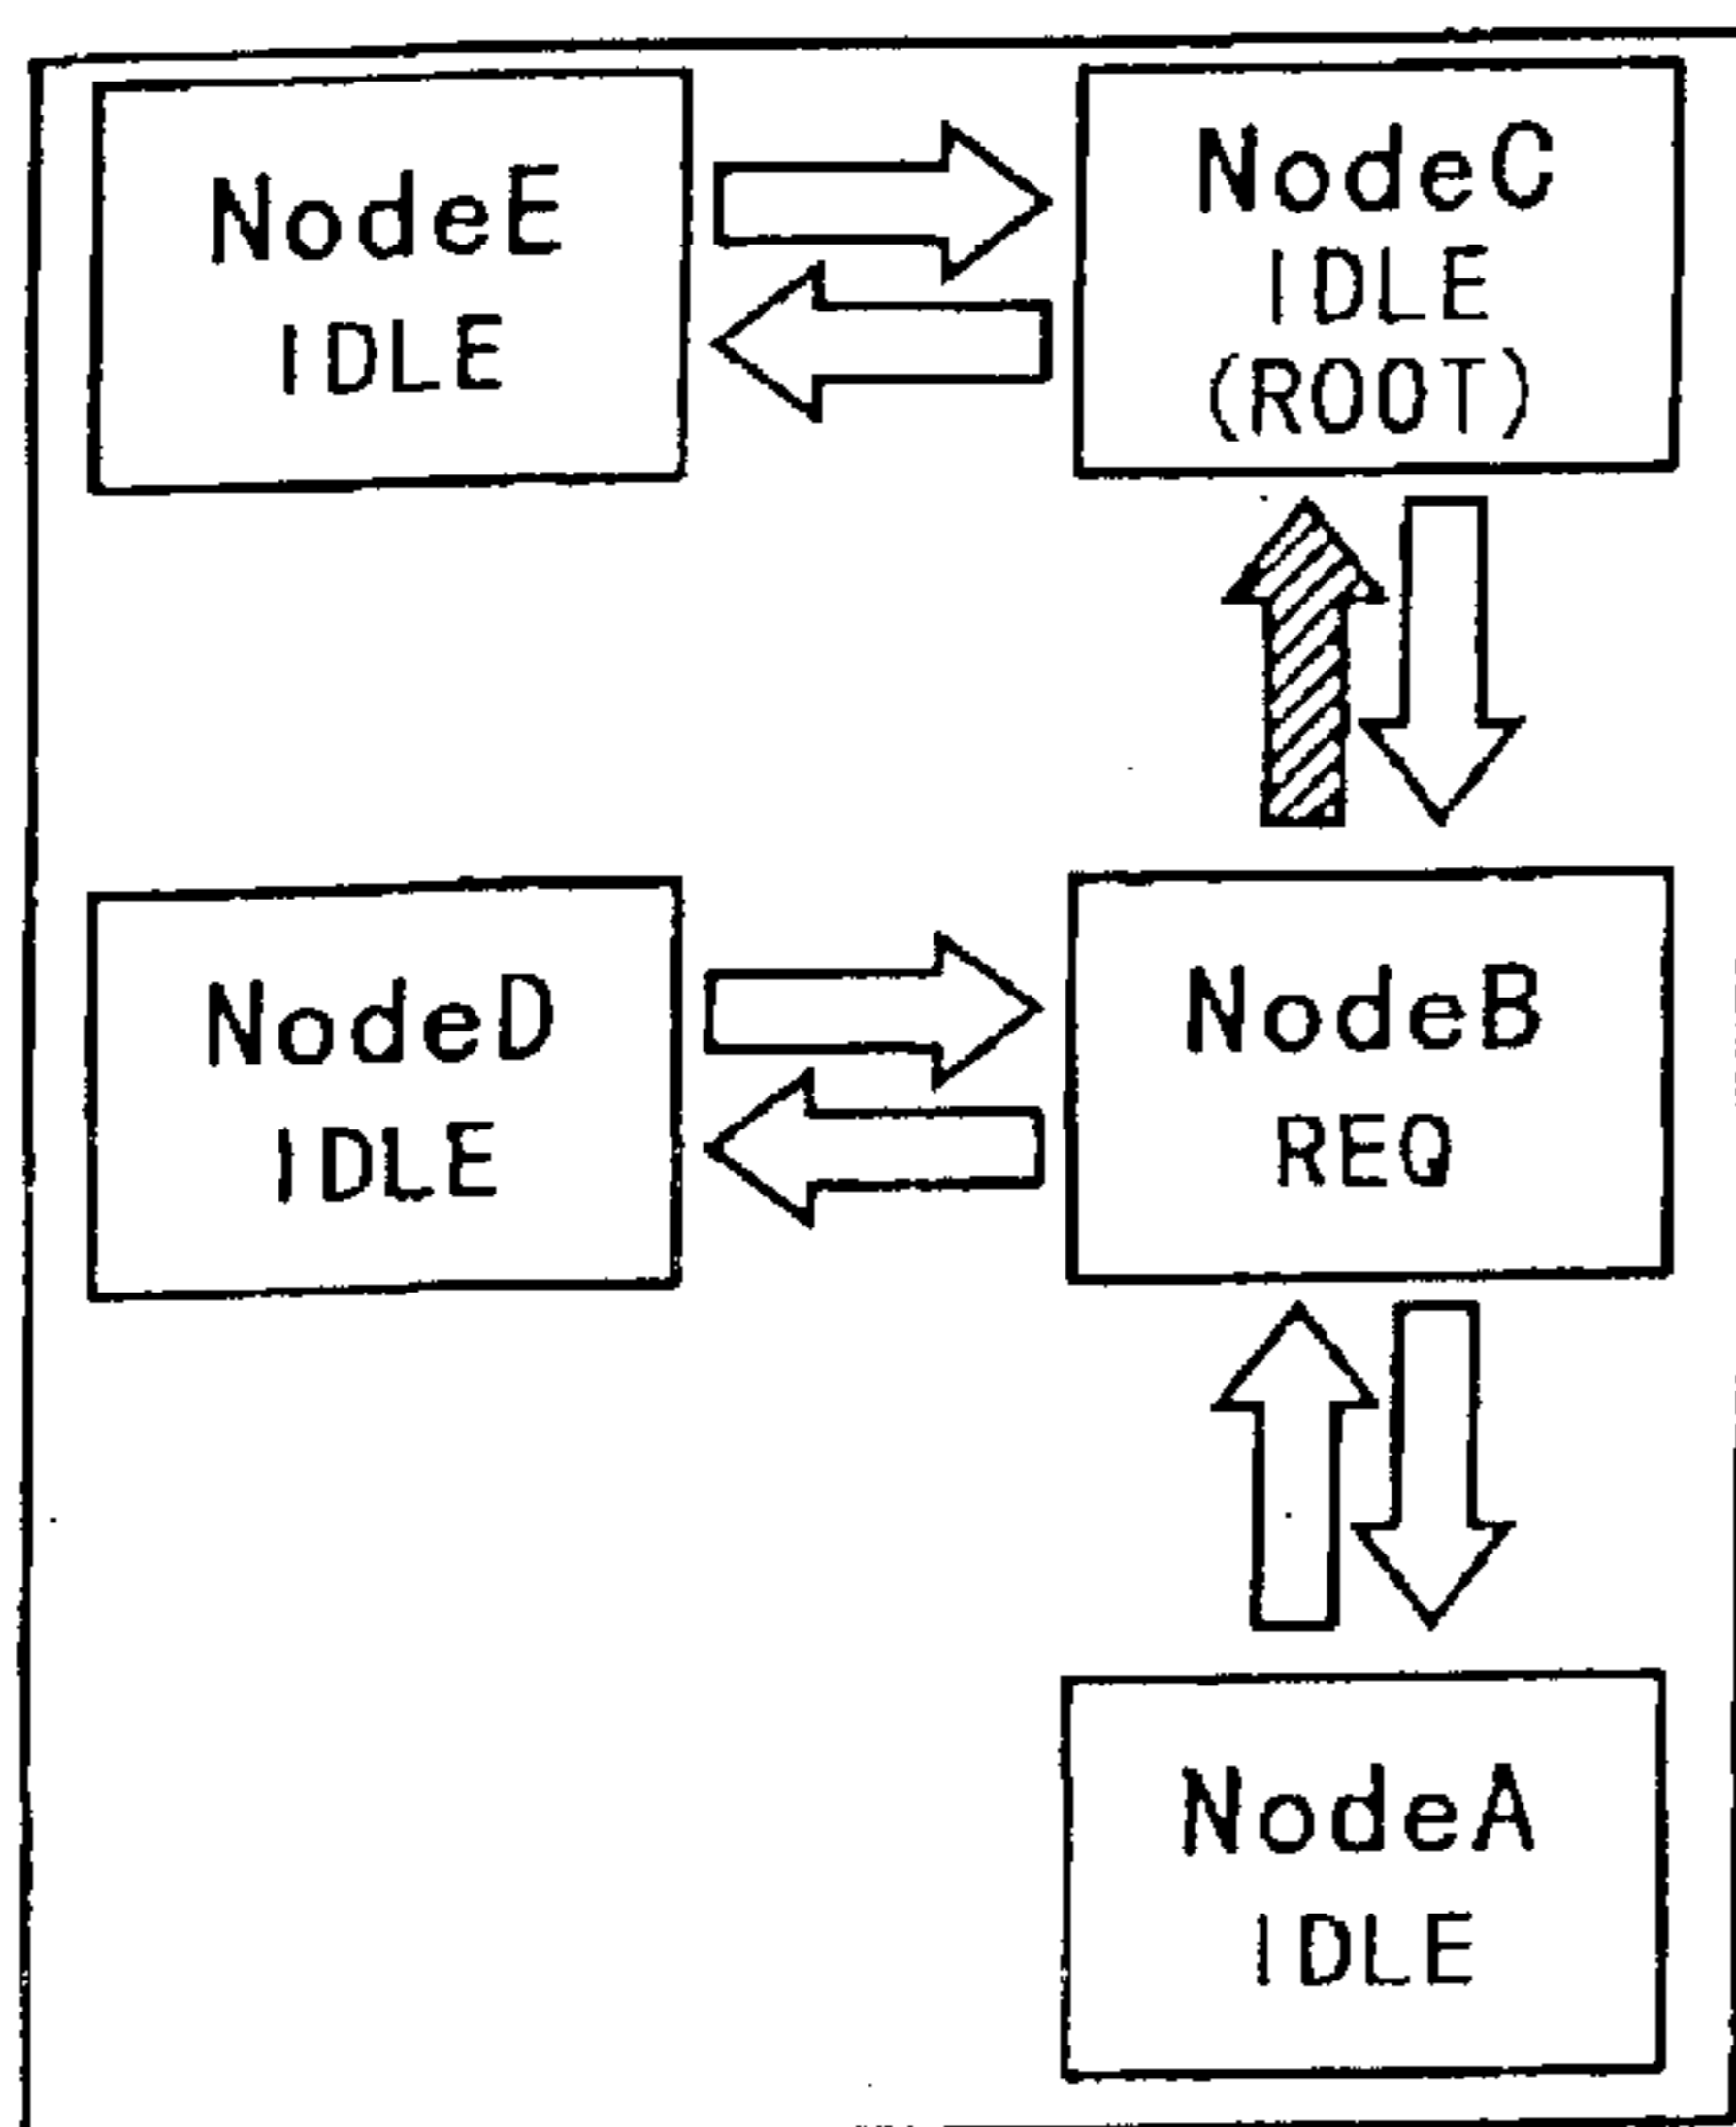 NodeE
IDLE
NodeC
IDLE
(ROOT)
NodeD
IDLE
NodeB
REQ
NodeA
IDLE